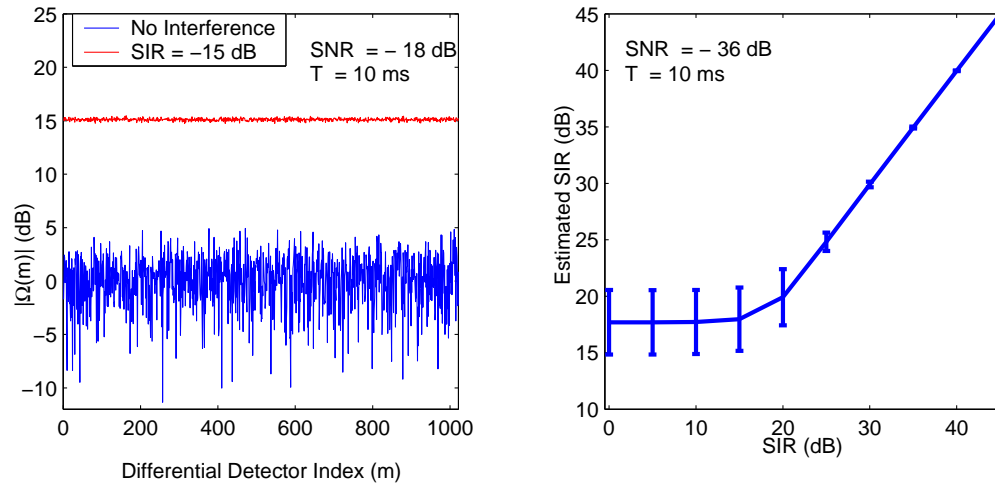 No Interference
SIR = −15 dB
SNR = − 18 dB
T = 10 ms
25
20
15
10
5
0
−5
−10
|Ω(m)| (dB)
0
200
400
600
800
1000
Differential Detector Index (m)
SNR = − 36 dB
T = 10 ms
45
40
35
30
25
20
15
10
Estimated SIR (dB)
0
10
20
30
40
SIR (dB)